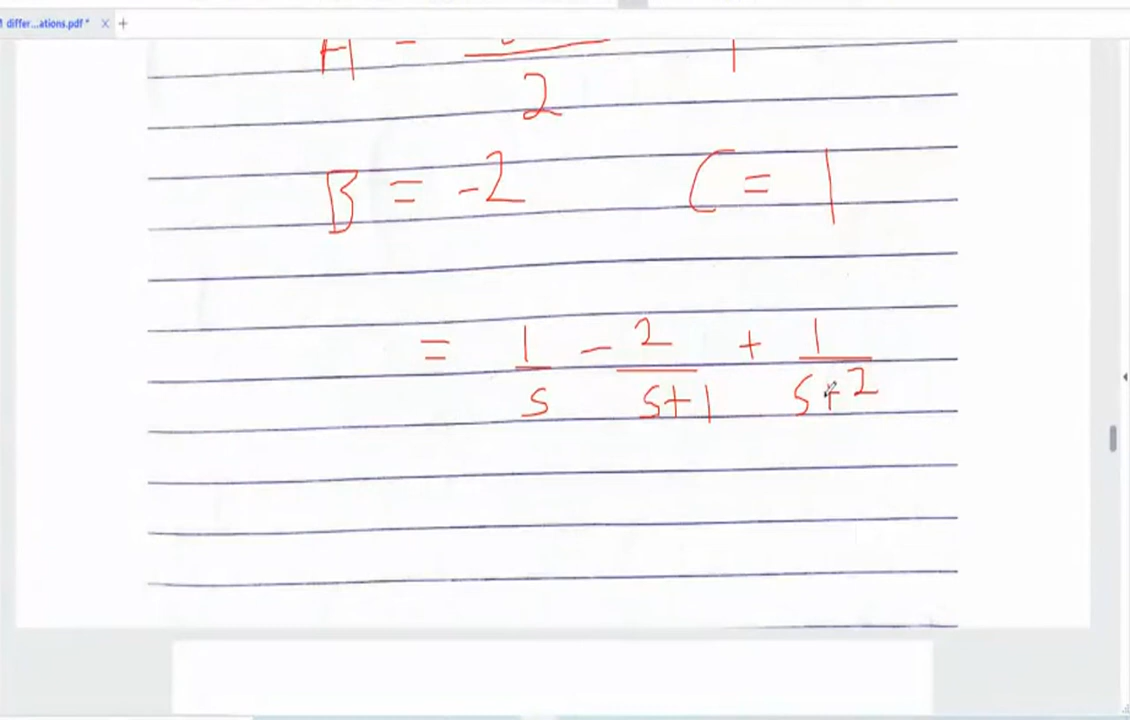 differ...ations.pdf* × +
A =
2
B = -2 C = 1
= 1/s - 2/s+1 + 1/s+2